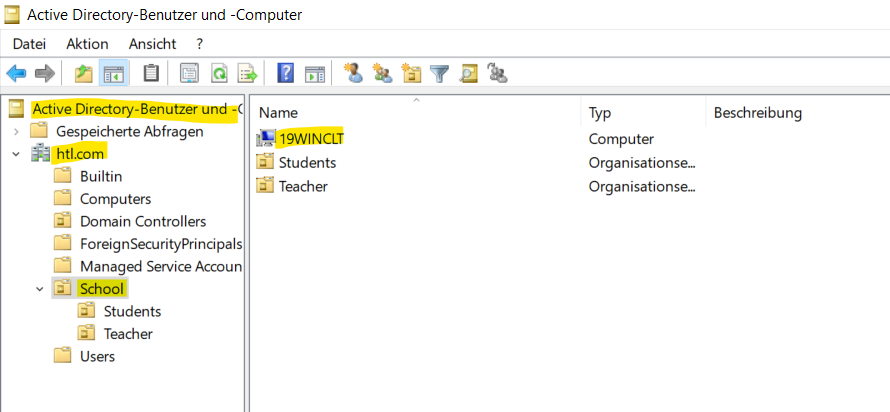 Active Directory-Benutzer und -Computer
Datei Aktion Ansicht ?
Active Directory-Benutzer und -C
Gespeicherte Abfragen
htl.com
Builtin
Computers
Domain Controllers
ForeignSecurityPrincipals
Managed Service Accoun
School
Students
Teacher
Users
Name Typ Beschreibung
19WINCLT Computer
Students Organisationse...
Teacher Organisationse...